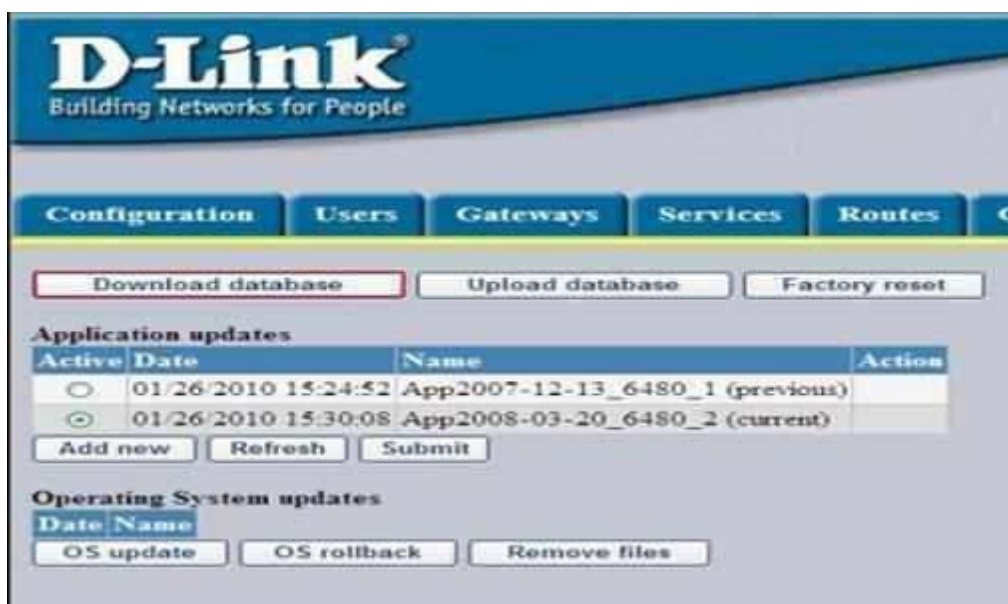 D-Link
Building Networks for People
Configuration Users Gateways Services Routes
Download database Upload database Factory reset
Application updates
Active Date Name Action
01/26/2010 15:24:52 App2007-12-13_6480_1 (previous)
01/26/2010 15:30:08 App2008-03-20_6480_2 (current)
Add new Refresh Submit
Operating System updates
Date Name
OS update OS rollback Remove files